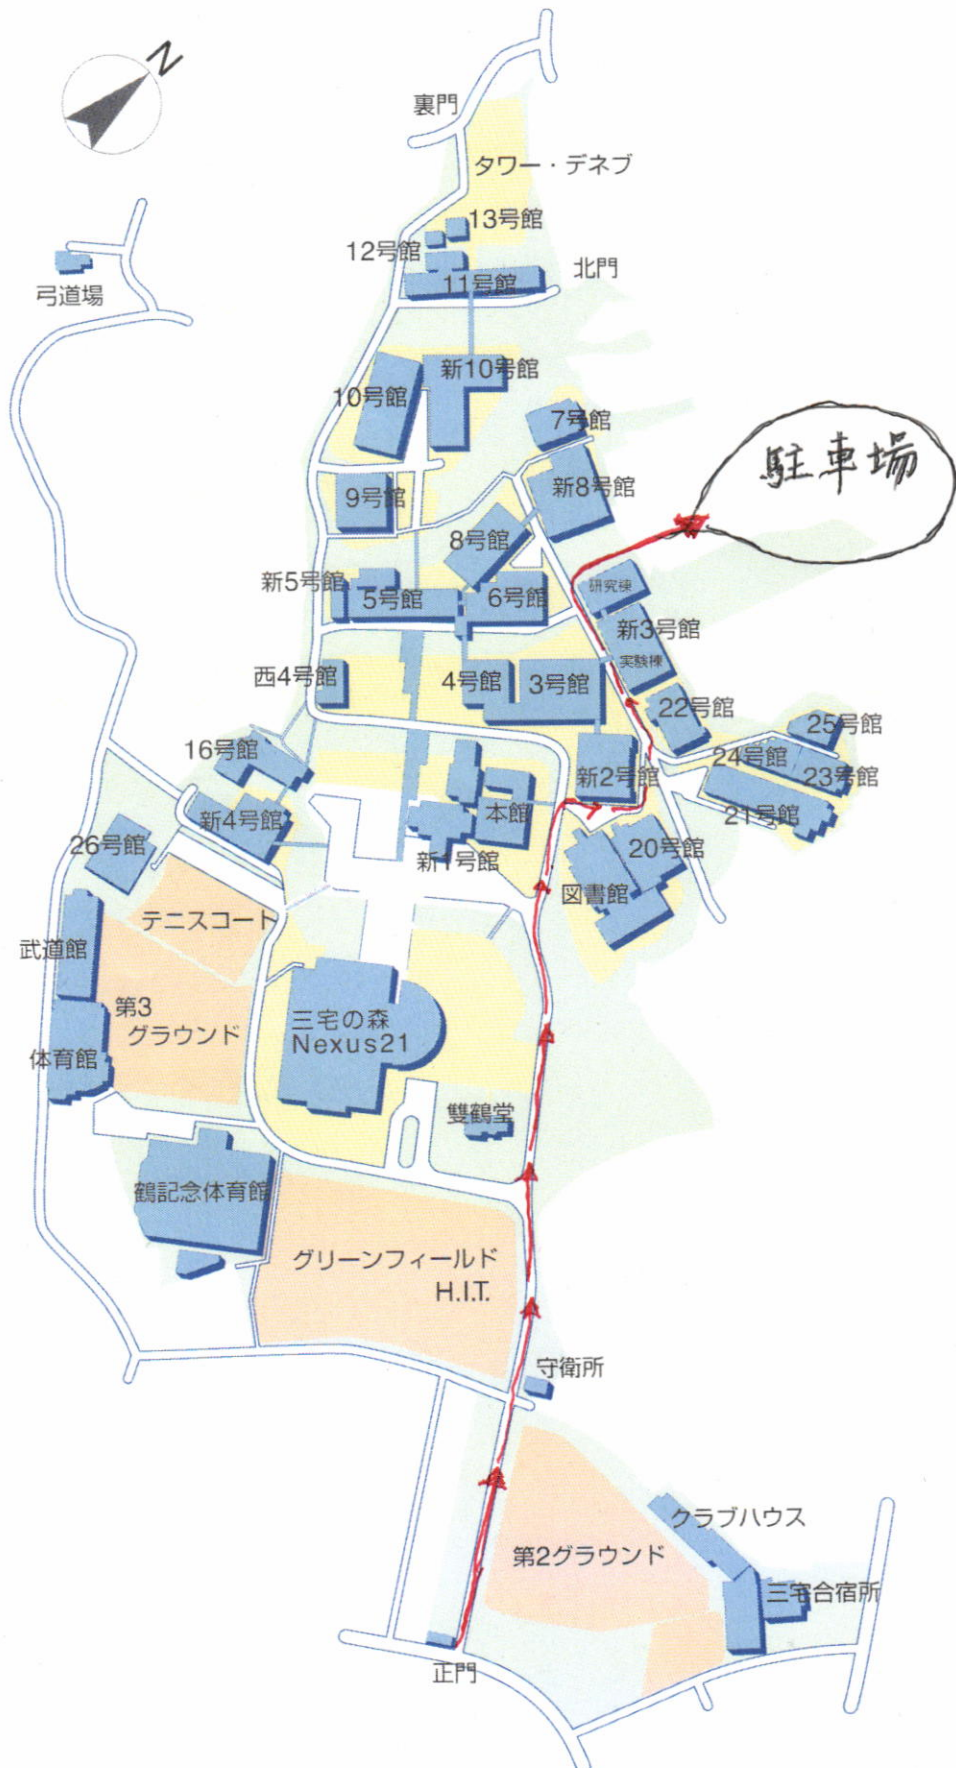 N
裏門
タワー・デネブ
13号館
12号館
北門
11号館
弓道場
新10号館
10号館
7号館
駐車場
新8号館
9号館
8号館
新5号館
5号館
6号館
研究棟
新3号館
実験棟
西4号館
4号館
3号館
22号館
25号館
16号館
24号館
新2号館
23号館
本館
21号館
新4号館
26号館
新1号館
20号館
図書館
テニスコート
武道館
第3
グラウンド
三宅の森
Nexus21
体育館
雙鶴堂
鶴記念体育館
グリーンフィールド
H.I.T.
守衛所
クラブハウス
第2グラウンド
三宅合宿所
正門